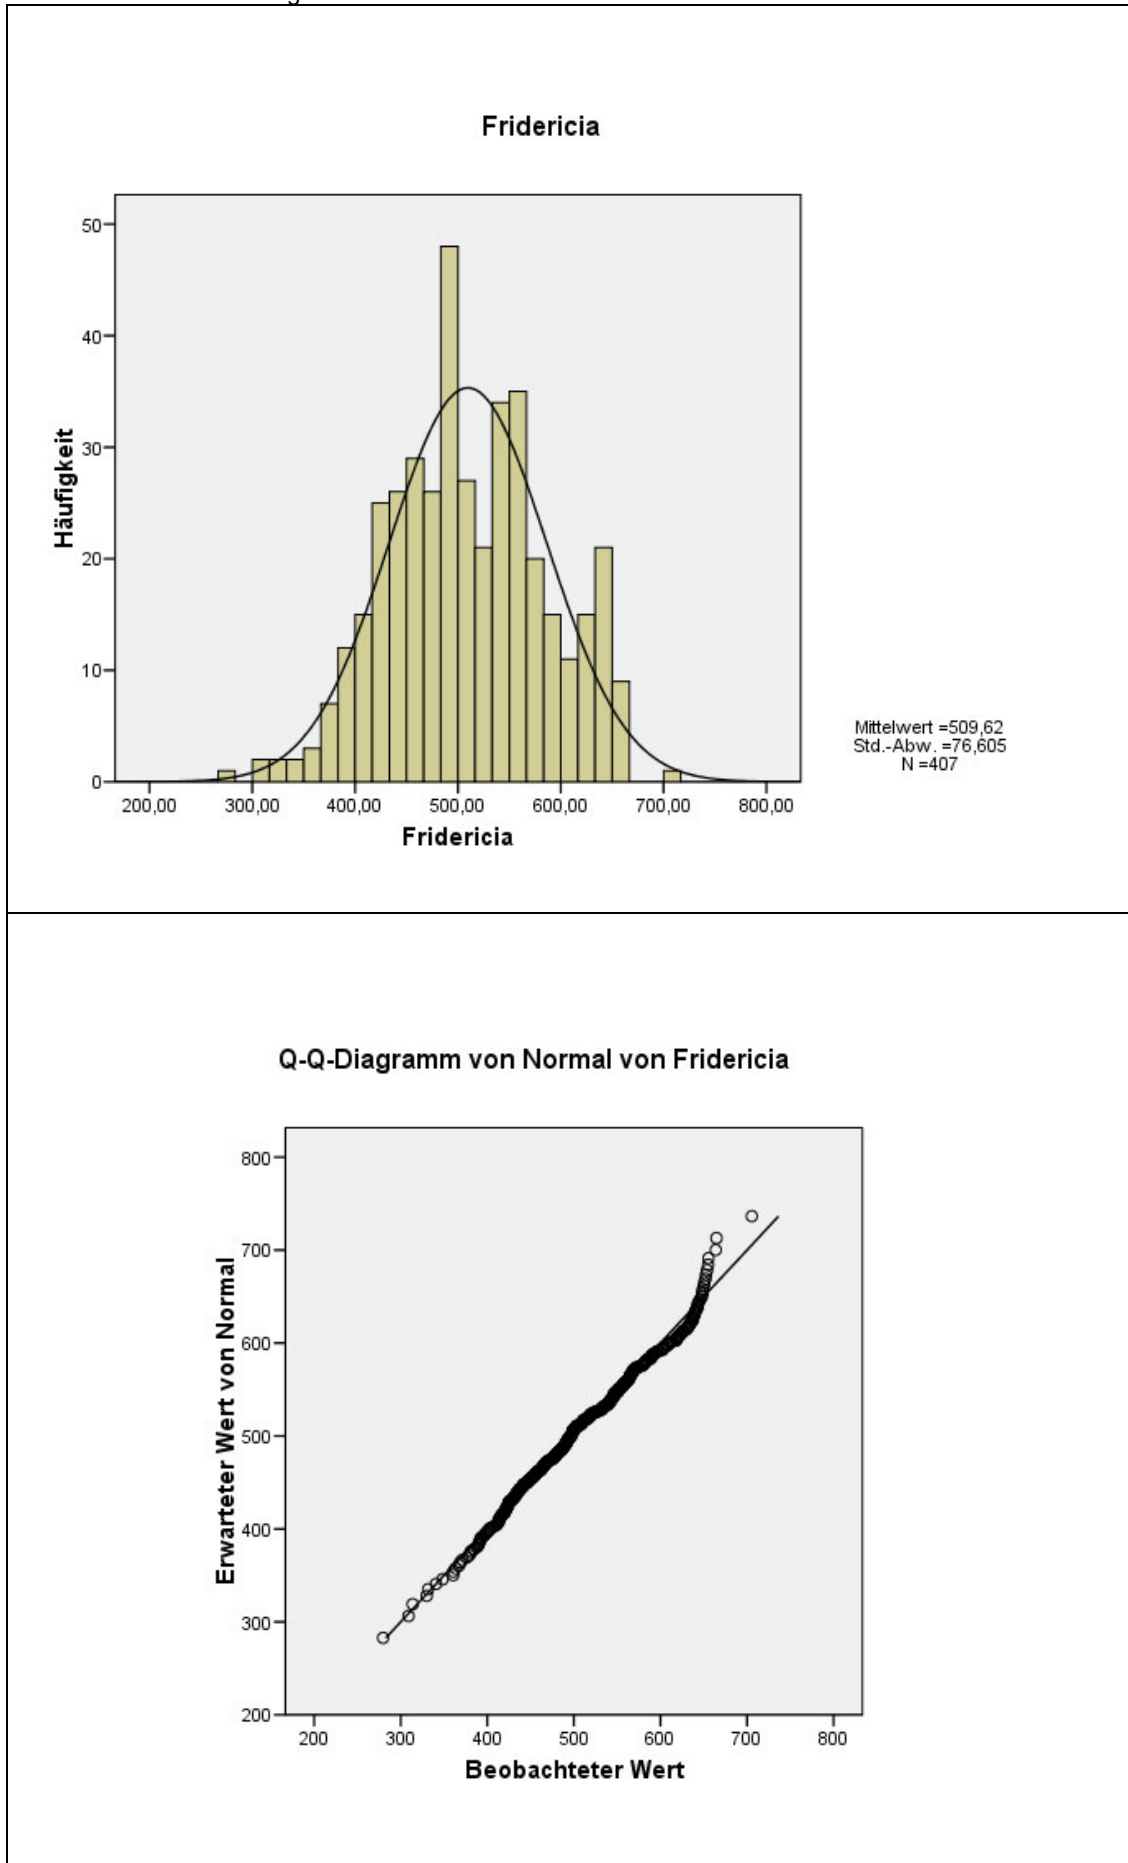 Fridericia
50
40
30
20
10
0
Häufigkeit
200,00 300,00 400,00 500,00 600,00 700,00 800,00
Fridericia
Mittelwert =509,62
Std.-Abw. =76,605
N =407
Q-Q-Diagramm von Normal von Fridericia
800
700
600
500
400
300
200
Erwarteter Wert von Normal
200 300 400 500 600 700 800
Beobachteter Wert